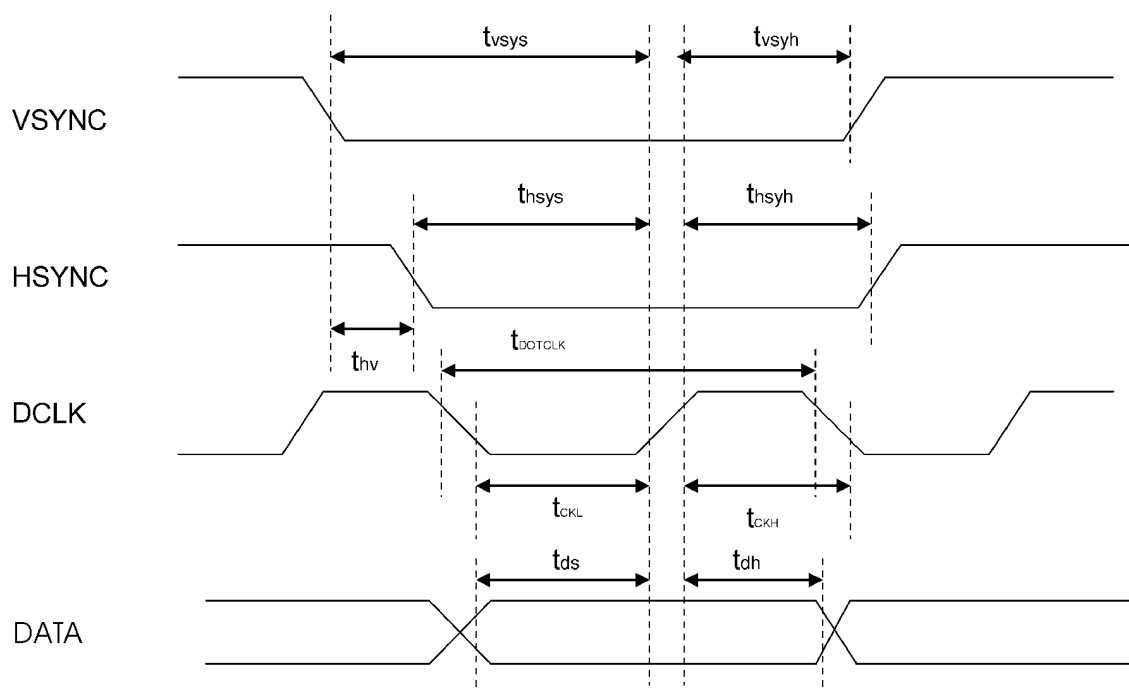 tvsys
tvsyh
VSYNC
thsys
thsyh
HSYNC
thv
tDOTCLK
DCLK
tCKL
tCKH
tds
tdh
DATA